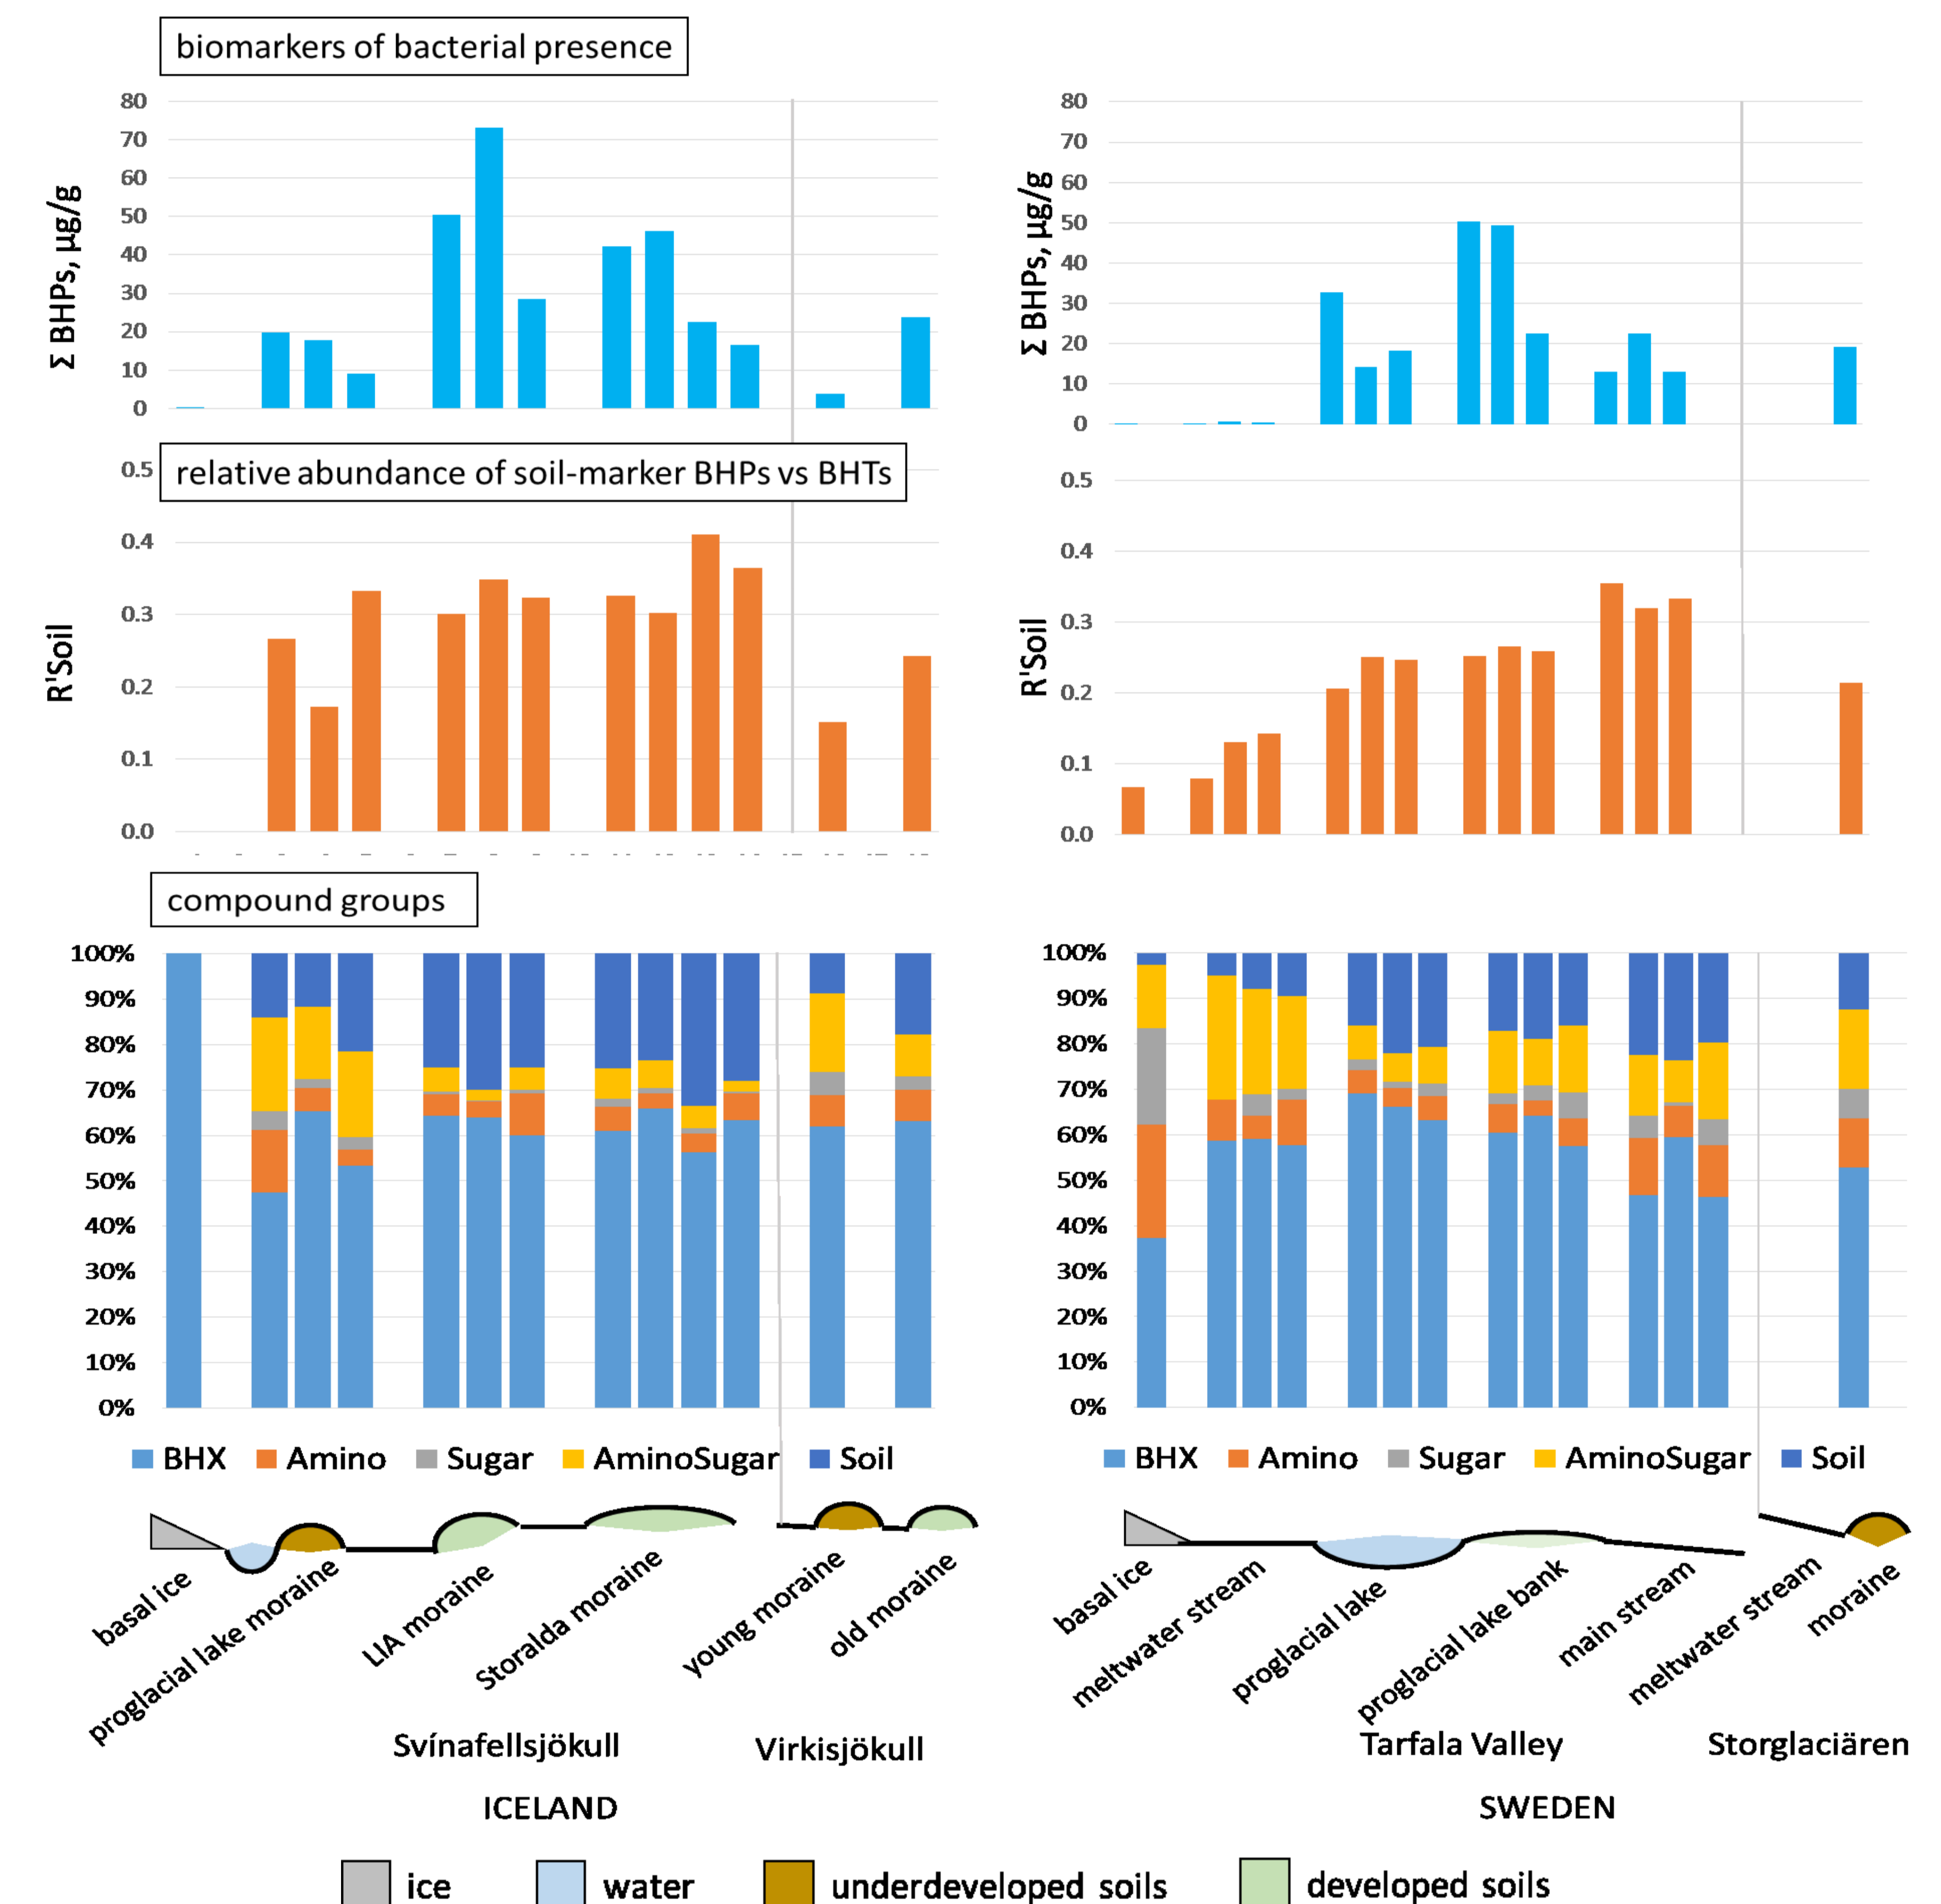 biomarkers of bacterial presence
Σ BHPs, µg/g
80
70
60
50
40
30
20
10
0
Σ BHPs, µg/g
80
70
60
50
40
30
20
10
0
relative abundance of soil-marker BHPs vs BHTs
R'Soil
0.5
0.4
0.3
0.2
0.1
0.0
R'Soil
0.5
0.4
0.3
0.2
0.1
0.0
compound groups
100%
90%
80%
70%
60%
50%
40%
30%
20%
10%
0%
BHX Amino Sugar AminoSugar Soil
100%
90%
80%
70%
60%
50%
40%
30%
20%
10%
0%
BHX Amino Sugar AminoSugar Soil
basal ice
proglacial lake moraine
LIA moraine
Storalda moraine
young moraine
old moraine
basal ice
meltwater stream
proglacial lake
proglacial lake bank
main stream
meltwater stream
moraine
Svínafellsjökull
Virkisjökull
Tarfala Valley
Storglaciären
ICELAND
SWEDEN
ice water underdeveloped soils developed soils